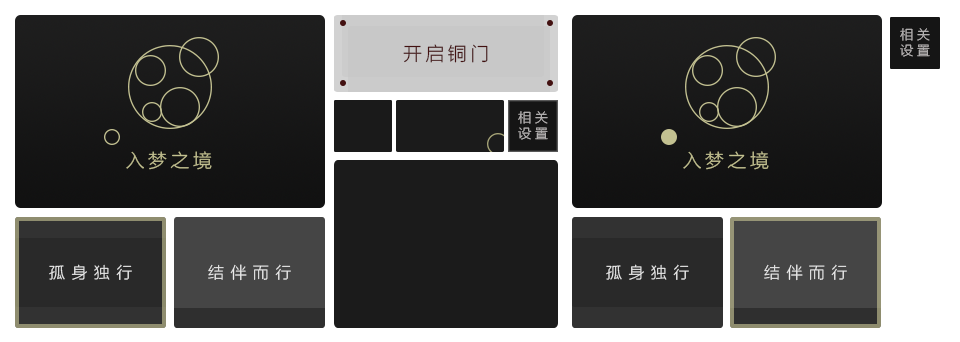 入梦之境
孤身独行
结伴而行
开启铜门
相关
设置
入梦之境
孤身独行
结伴而行
相关
设置